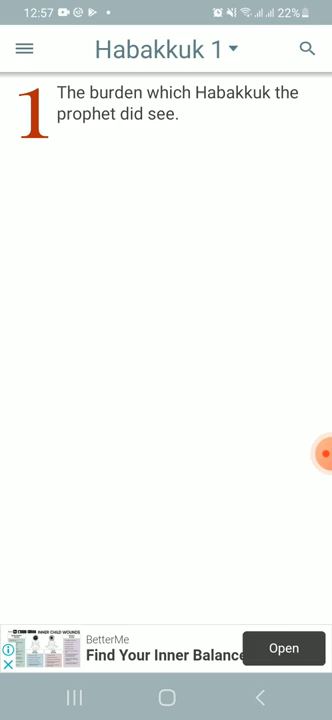 12:57
22%
Habakkuk 1
1 The burden which Habakkuk the
prophet did see.
INNER CHILD WOUNDS
BetterMe
Find Your Inner Balance
Open